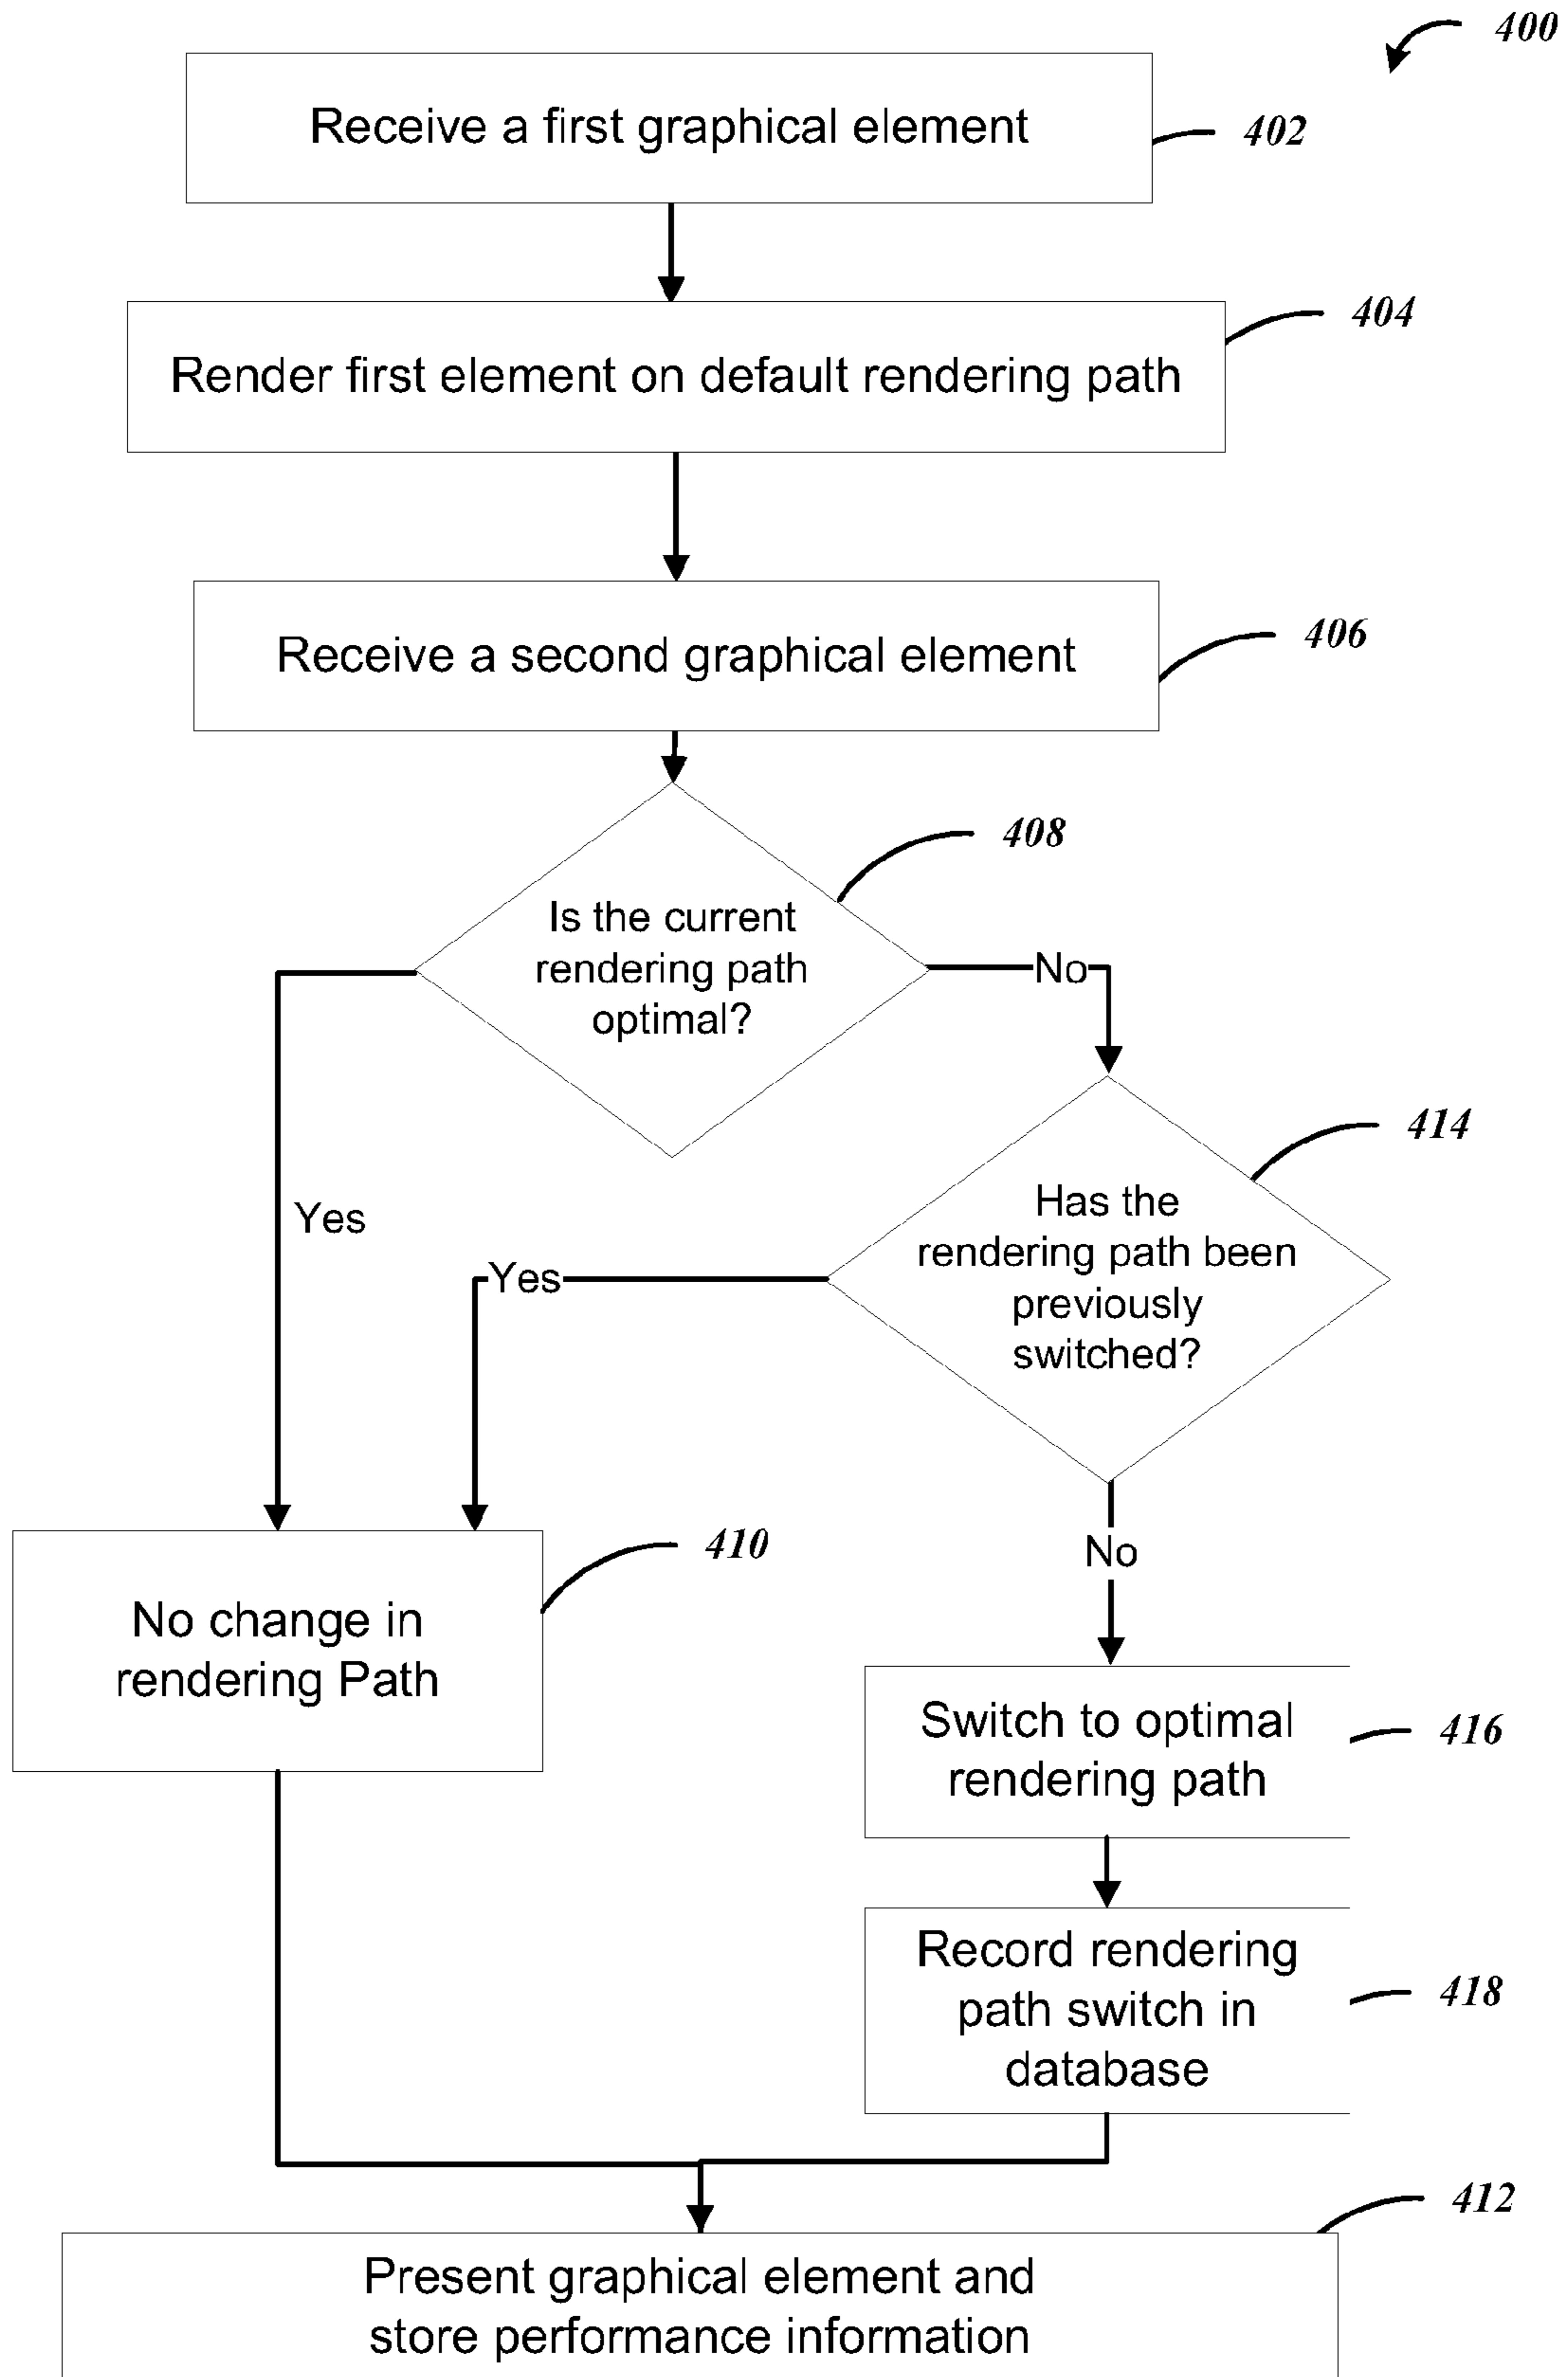 400
Receive a first graphical element
402
404
Render first element on default rendering path
406
Receive a second graphical element
408
Is the current
rendering path
optimal?
No
414
Has the
rendering path been
previously
switched?
Yes
Yes
No
410
No change in
rendering Path
Switch to optimal
rendering path
416
Record rendering
path switch in
database
418
412
Present graphical element and
store performance information